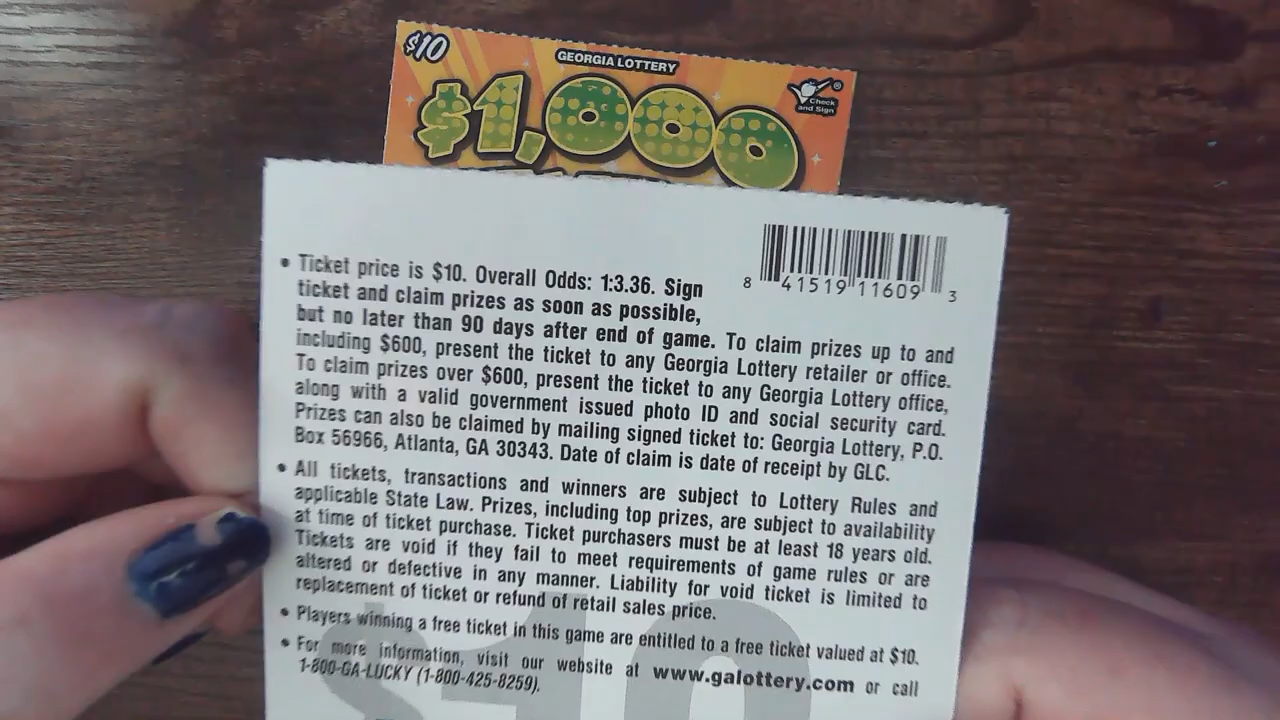 $10
GEORGIA LOTTERY
$1,000
Check
and Sign
8 41519 11609 3
• Ticket price is $10. Overall Odds: 1:3.36. Sign
ticket and claim prizes as soon as possible,
but no later than 90 days after end of game. To claim prizes up to and
including $600, present the ticket to any Georgia Lottery retailer or office.
To claim prizes over $600, present the ticket to any Georgia Lottery office,
along with a valid government issued photo ID and social security card.
Prizes can also be claimed by mailing signed ticket to: Georgia Lottery, P.O.
Box 56966, Atlanta, GA 30343. Date of claim is date of receipt by GLC.
• All tickets, transactions and winners are subject to Lottery Rules and
applicable State Law. Prizes, including top prizes, are subject to availability
at time of ticket purchase. Ticket purchasers must be at least 18 years old.
Tickets are void if they fail to meet requirements of game rules or are
altered or defective in any manner. Liability for void ticket is limited to
replacement of ticket or refund of retail sales price.
• Players winning a free ticket in this game are entitled to a free ticket valued at $10.
• For more information, visit our website at www.galottery.com or call
1-800-GA-LUCKY (1-800-425-8259).
$10